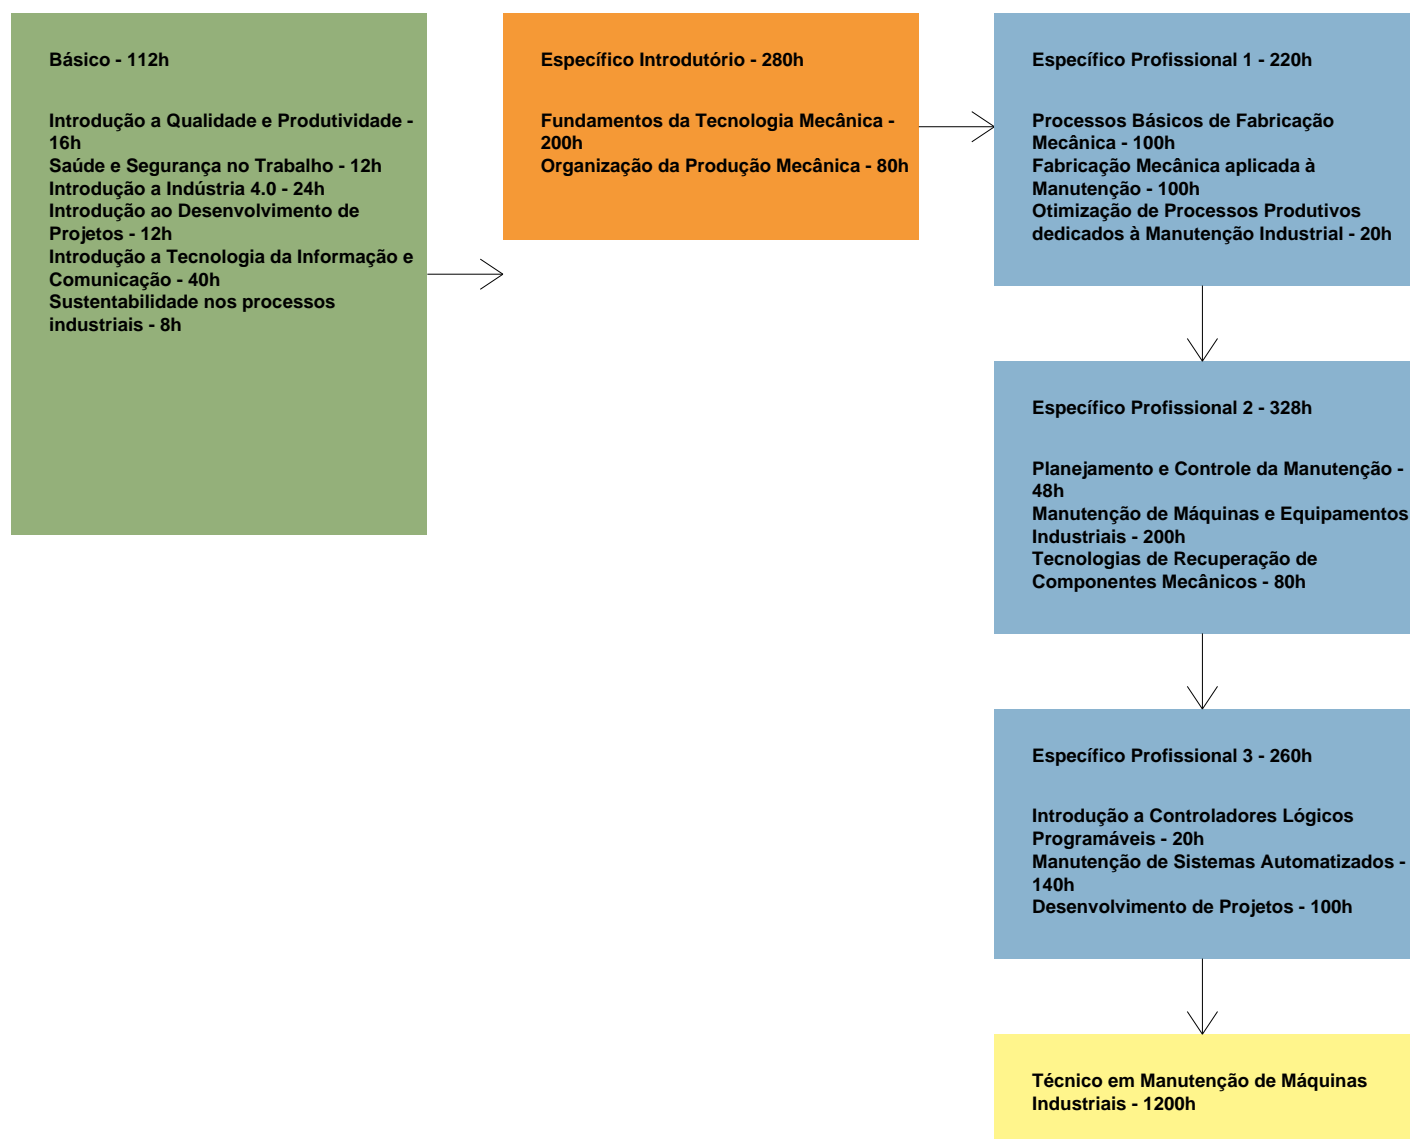 Básico - 112h
Introdução a Qualidade e Produtividade -
16h
Saúde e Segurança no Trabalho - 12h
Introdução a Indústria 4.0 - 24h
Introdução ao Desenvolvimento de
Projetos - 12h
Introdução a Tecnologia da Informação e
Comunicação - 40h
Sustentabilidade nos processos
industriais - 8h
Específico Introdutório - 280h
Fundamentos da Tecnologia Mecânica -
200h
Organização da Produção Mecânica - 80h
Específico Profissional 1 - 220h
Processos Básicos de Fabricação
Mecânica - 100h
Fabricação Mecânica aplicada à
Manutenção - 100h
Otimização de Processos Produtivos
dedicados à Manutenção Industrial - 20h
Específico Profissional 2 - 328h
Planejamento e Controle da Manutenção -
48h
Manutenção de Máquinas e Equipamentos
Industriais - 200h
Tecnologias de Recuperação de
Componentes Mecânicos - 80h
Específico Profissional 3 - 260h
Introdução a Controladores Lógicos
Programáveis - 20h
Manutenção de Sistemas Automatizados -
140h
Desenvolvimento de Projetos - 100h
Técnico em Manutenção de Máquinas
Industriais - 1200h